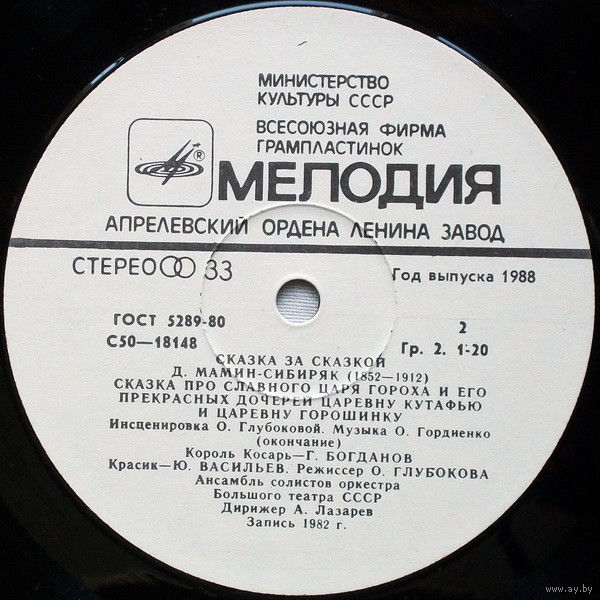 МИНИСТЕРСТВО
КУЛЬТУРЫ СССР
ВСЕСОЮЗНАЯ ФИРМА
ГРАМПЛАСТИНОК
®
МЕЛОДИЯ
АПРЕЛЕВСКИЙ ОРДЕНА ЛЕНИНА ЗАВОД
СТЕРЕО 33
Год выпуска 1988
ГОСТ 5289-80
2
С50—18148
Гр. 2. 1-20
СКАЗКА ЗА СКАЗКОЙ
Д. МАМИН-СИБИРЯК (1852—1912)
СКАЗКА ПРО СЛАВНОГО ЦАРЯ ГОРОХА И ЕГО
ПРЕКРАСНЫХ ДОЧЕРЕЙ ЦАРЕВНУ КУТАФЬЮ
И ЦАРЕВНУ ГОРОШИНКУ
Инсценировка О. Глубоковой. Музыка О. Гордиенко
(окончание)
Король Косарь—Г. БОГДАНОВ
Красик—Ю. ВАСИЛЬЕВ. Режиссер О. ГЛУБОКОВА
Ансамбль солистов оркестра
Большого театра СССР
Дирижер А. Лазарев
Запись 1982 г.
www.ay.by